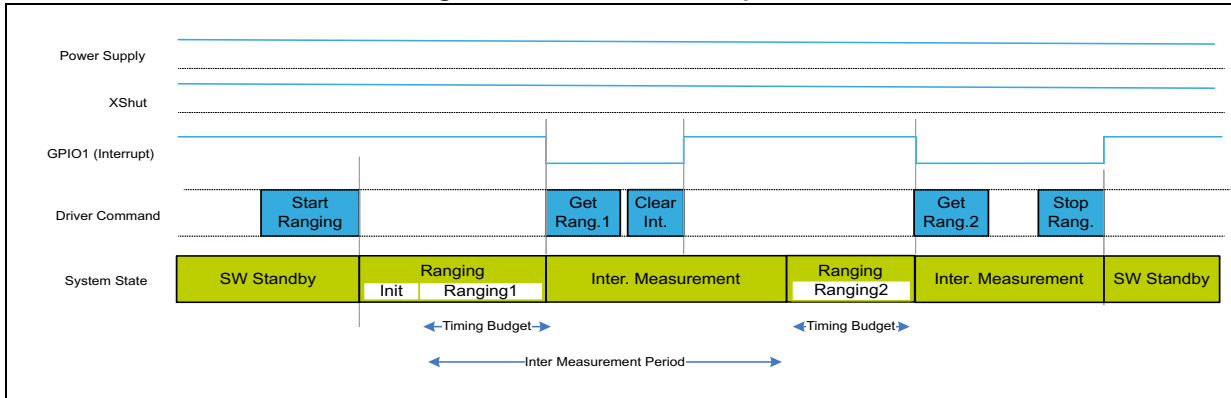 Power Supply
XShut
GPIO1 (Interrupt)
Driver Command
Start
Ranging
Get
Rang.1
Clear
Int.
Get
Rang.2
Stop
Rang.
System State
SW Standby
Ranging
Init
Ranging1
Inter. Measurement
Ranging
Ranging2
Inter. Measurement
SW Standby
Timing Budget
Timing Budget
Inter Measurement Period